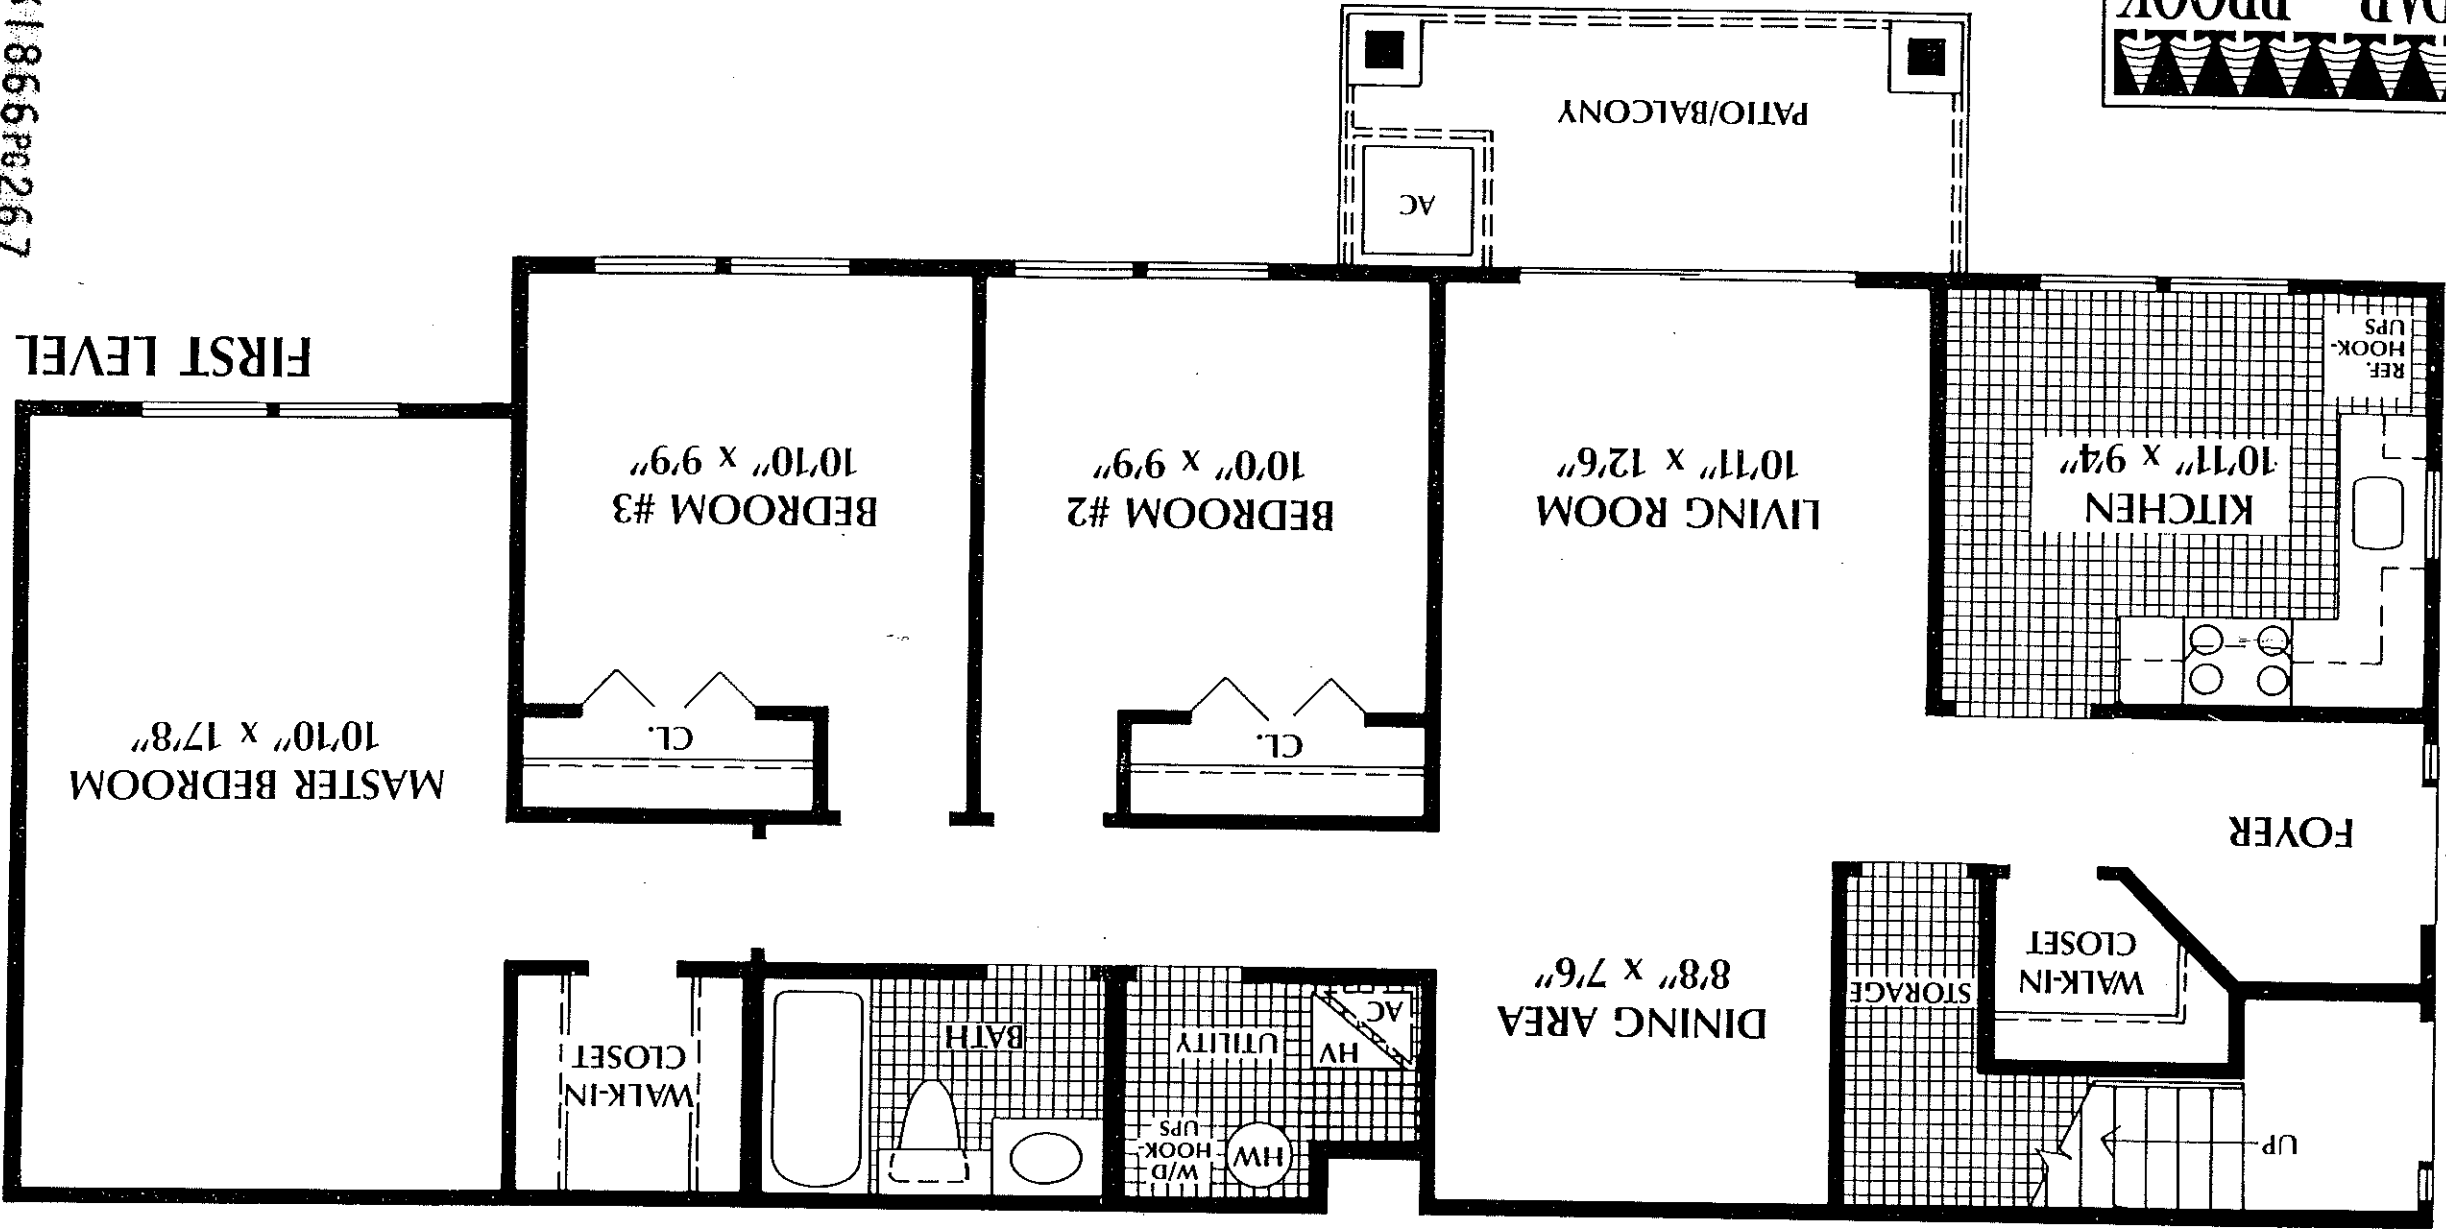 UP
WALK-IN
CLOSET
STORAGE
FOYER
DINING AREA
8'8" x 7'6"
HW
W/D
HOOK-
UPS
UTILITY
HV
AC
BATH
WALK-IN
CLOSET
MASTER BEDROOM
10'10" x 17'8"
CL.
CL.
KITCHEN
10'11" x 9'4"
REF.
HOOK-
UPS
LIVING ROOM
10'11" x 12'6"
BEDROOM #2
10'0" x 9'9"
BEDROOM #3
10'10" x 9'9"
FIRST LEVEL
AC
PATIO/BALCONY
BROOK
1866PG267